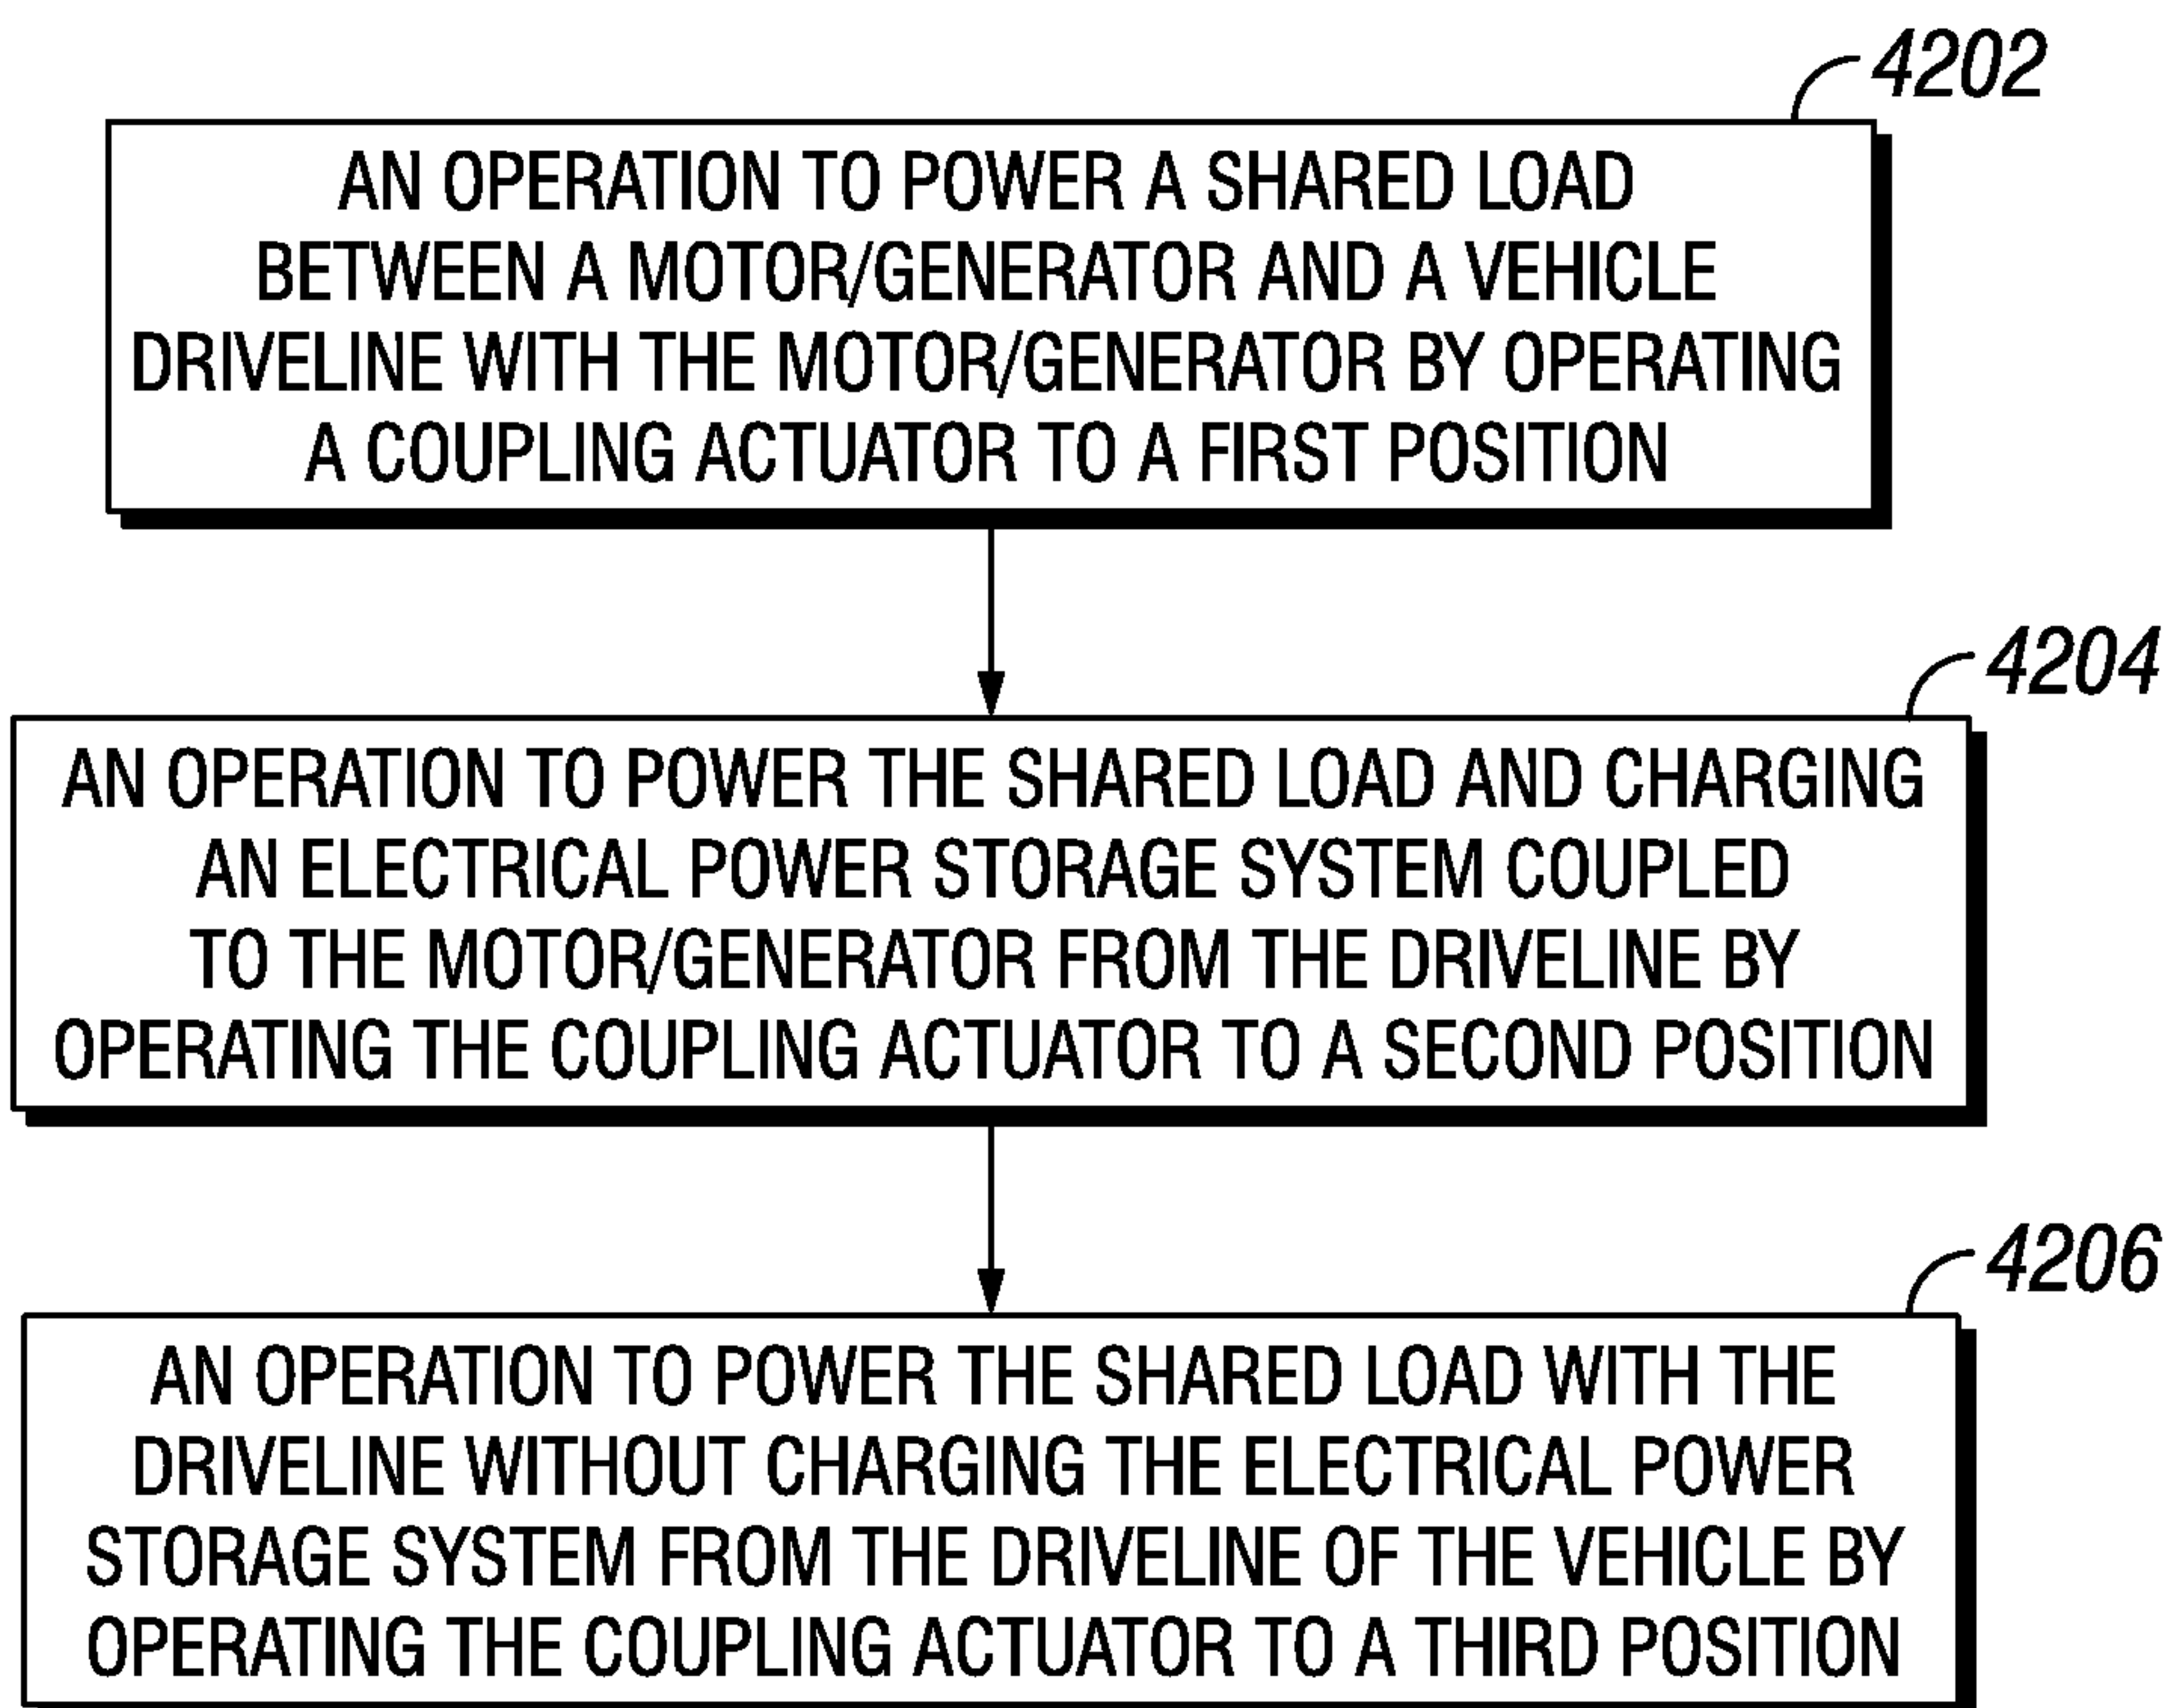 4202
AN OPERATION TO POWER A SHARED LOAD
BETWEEN A MOTOR/GENERATOR AND A VEHICLE
DRIVELINE WITH THE MOTOR/GENERATOR BY OPERATING
A COUPLING ACTUATOR TO A FIRST POSITION
4204
AN OPERATION TO POWER THE SHARED LOAD AND CHARGING
AN ELECTRICAL POWER STORAGE SYSTEM COUPLED
TO THE MOTOR/GENERATOR FROM THE DRIVELINE BY
OPERATING THE COUPLING ACTUATOR TO A SECOND POSITION
4206
AN OPERATION TO POWER THE SHARED LOAD WITH THE
DRIVELINE WITHOUT CHARGING THE ELECTRICAL POWER
STORAGE SYSTEM FROM THE DRIVELINE OF THE VEHICLE BY
OPERATING THE COUPLING ACTUATOR TO A THIRD POSITION